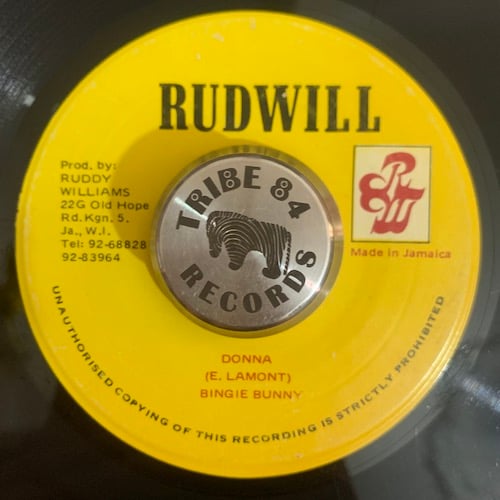 RUDWILL
Prod. by:
RUDDY
WILLIAMS
22G Old Hope
Rd. Kgn. 5.
Ja., W.I.
Tel: 92-68828
92-83964
R
&
W
Made in Jamaica
TRIBE 84
RECORDS
DONNA
(E. LAMONT)
BINGIE BUNNY
UNAUTHORISED COPYING OF THIS RECORDING IS STRICTLY PROHIBITED